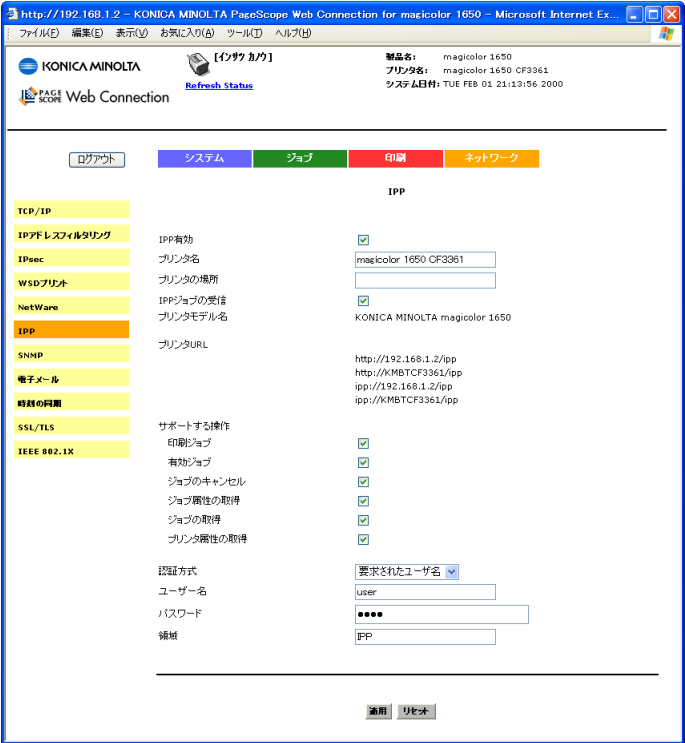 http://192.168.1.2 - KONICA MINOLTA PageScope Web Connection for magicolor 1650 - Microsoft Internet Ex...
ファイル(F) 編集(E) 表示(V) お気に入り(A) ツール(T) ヘルプ(H)
KONICA MINOLTA
PAGE SCOPE Web Connection
[インサツ カノウ]
Refresh Status
製品名: magicolor 1650
プリンタ名: magicolor 1650 CF3361
システム日付: TUE FEB 01 21:13:56 2000
ログアウト
システム ジョブ 印刷 ネットワーク
TCP/IP
IPアドレスフィルタリング
IPsec
WSDプリント
NetWare
IPP
SNMP
電子メール
時刻の同期
SSL/TLS
IEEE 802.1X
IPP
IPP有効
プリンタ名 magicolor 1650 CF3361
プリンタの場所
IPPジョブの受信
プリンタモデル名 KONICA MINOLTA magicolor 1650
プリンタURL
http://192.168.1.2/ipp
http://KMBTCF3361/ipp
ipp://192.168.1.2/ipp
ipp://KMBTCF3361/ipp
サポートする操作
印刷ジョブ
有効ジョブ
ジョブのキャンセル
ジョブ属性の取得
ジョブの取得
プリンタ属性の取得
認証方式 要求されたユーザ名
ユーザー名 user
パスワード ●●●●
領域 IPP
適用 リセット